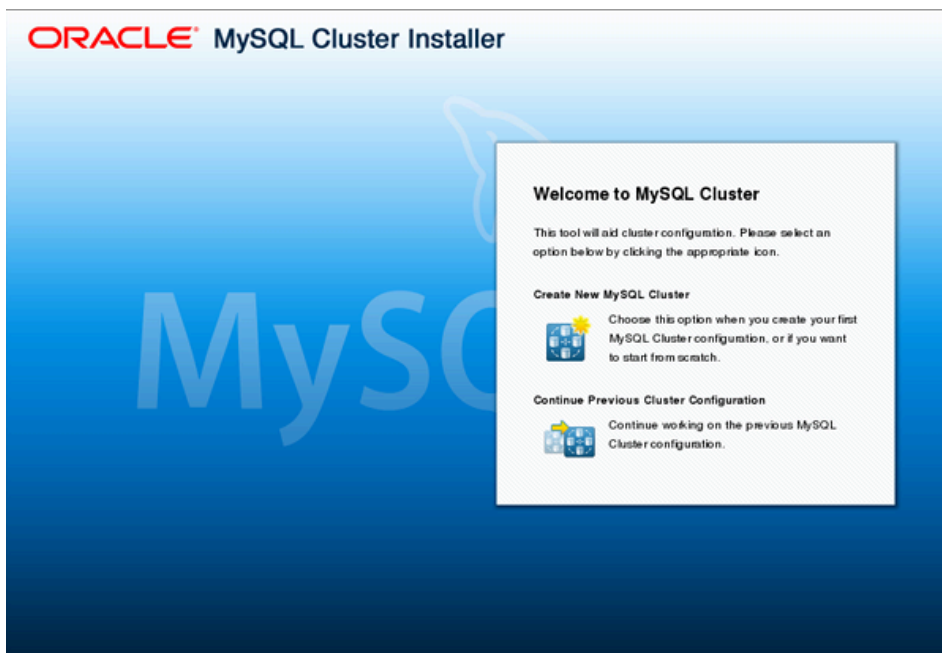 ORACLE® MySQL Cluster Installer
MySQ
Welcome to MySQL Cluster
This tool will aid cluster configuration. Please select an
option below by clicking the appropriate icon.
Create New MySQL Cluster
Choose this option when you create your first
MySQL Cluster configuration, or if you want
to start from scratch.
Continue Previous Cluster Configuration
Continue working on the previous MySQL
Cluster configuration.